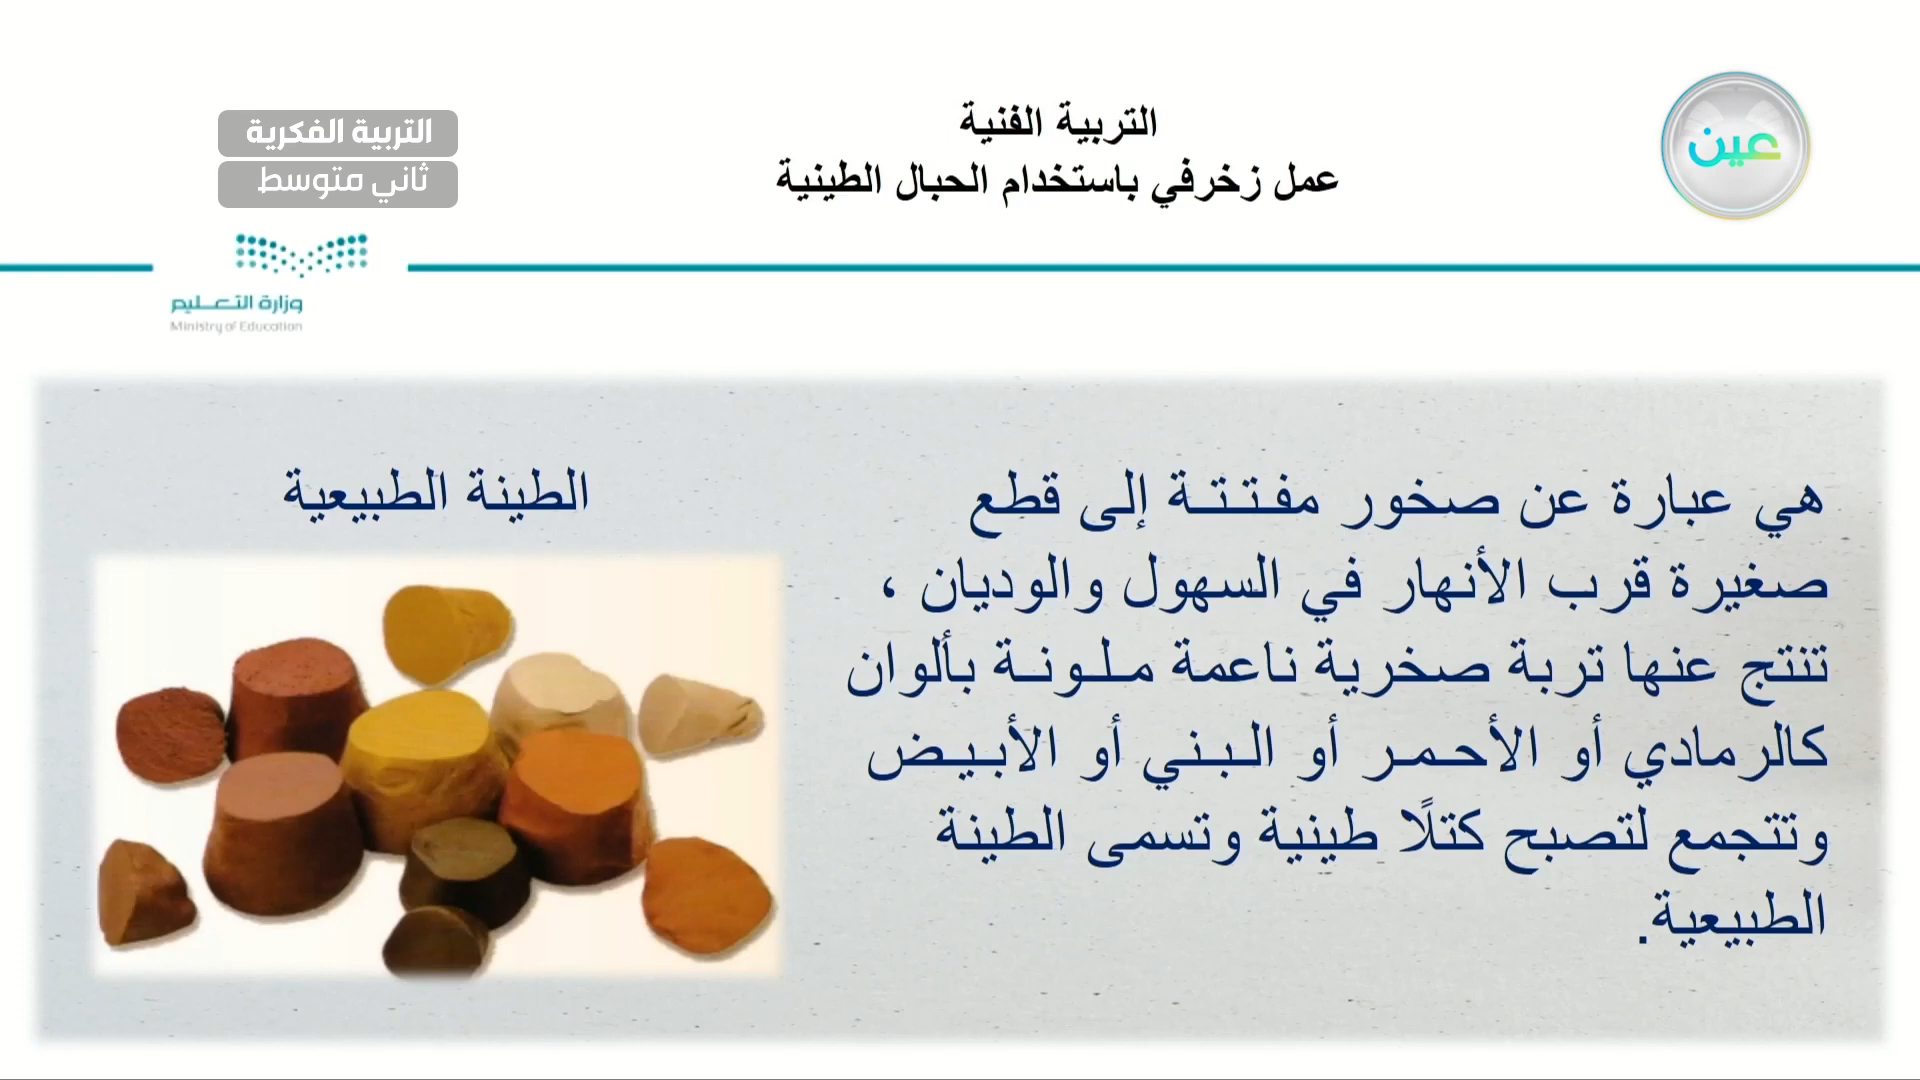 التربية الفنية
عمل زخرفي باستخدام الحبال الطينية
عين
التربية الفكرية
ثاني متوسط
وزارة التعليم
Ministry of Education
هي عبارة عن صخور مفتتة إلى قطع
صغيرة قرب الأنهار في السهول والوديان ،
تنتج عنها تربة صخرية ناعمة ملونة بألوان
كالرمادي أو الأحمر أو البني أو الأبيض
وتتجمع لتصبح كتلًا طينية وتسمى الطينة
الطبيعية.
الطينة الطبيعية